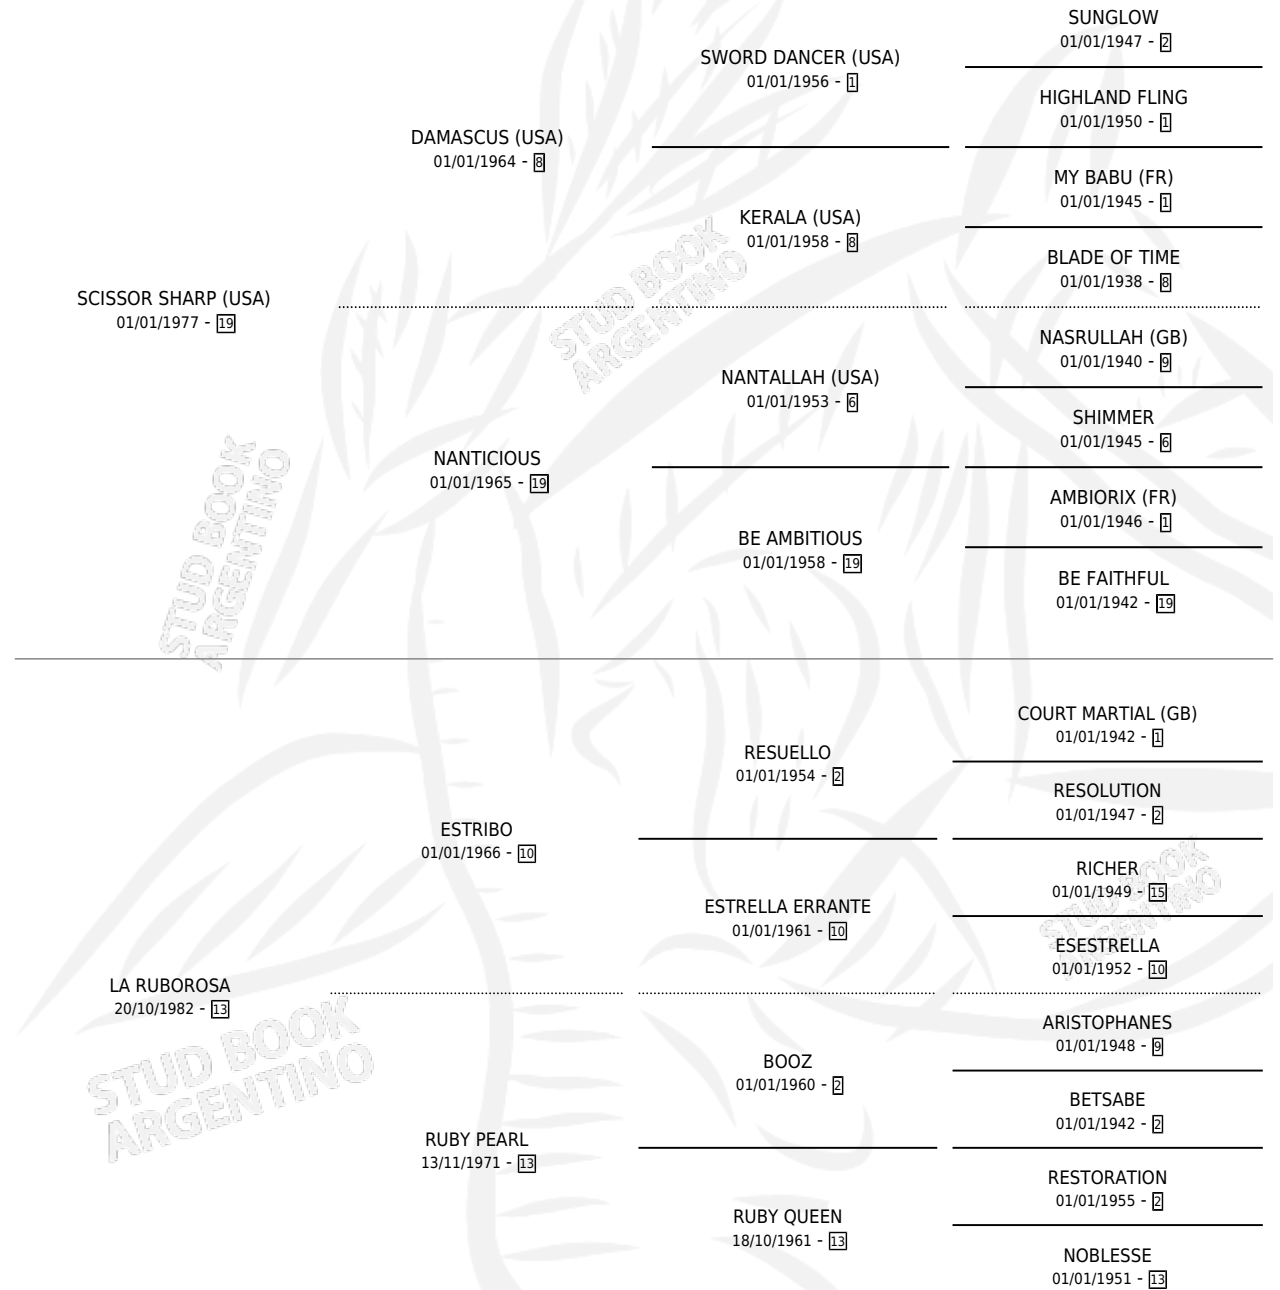 SUNGLOW
01/01/1947 - 2
SWORD DANCER (USA)
01/01/1956 - 1
HIGHLAND FLING
01/01/1950 - 1
DAMASCUS (USA)
01/01/1964 - 8
MY BABU (FR)
01/01/1945 - 1
KERALA (USA)
01/01/1958 - 8
BLADE OF TIME
01/01/1938 - 8
SCISSOR SHARP (USA)
01/01/1977 - 19
NASRULLAH (GB)
01/01/1940 - 9
NANTALLAH (USA)
01/01/1953 - 6
SHIMMER
01/01/1945 - 6
NANTICIOUS
01/01/1965 - 19
AMBIORIX (FR)
01/01/1946 - 1
BE AMBITIOUS
01/01/1958 - 19
BE FAITHFUL
01/01/1942 - 19
COURT MARTIAL (GB)
01/01/1942 - 1
RESUELLO
01/01/1954 - 2
RESOLUTION
01/01/1947 - 2
ESTRIBO
01/01/1966 - 10
RICHER
01/01/1949 - 15
ESTRELLA ERRANTE
01/01/1961 - 10
ESESTRELLA
01/01/1952 - 10
LA RUBOROSA
20/10/1982 - 13
ARISTOPHANES
01/01/1948 - 9
BOOZ
01/01/1960 - 2
BETSABE
01/01/1942 - 2
RUBY PEARL
13/11/1971 - 13
RESTORATION
01/01/1955 - 2
RUBY QUEEN
18/10/1961 - 13
NOBLESSE
01/01/1951 - 13
STUD BOOK
ARGENTINO
STUD BOOK
ARGENTINO
STUD BOOK
ARGENTINO
STUD BOOK
ARGENTINO